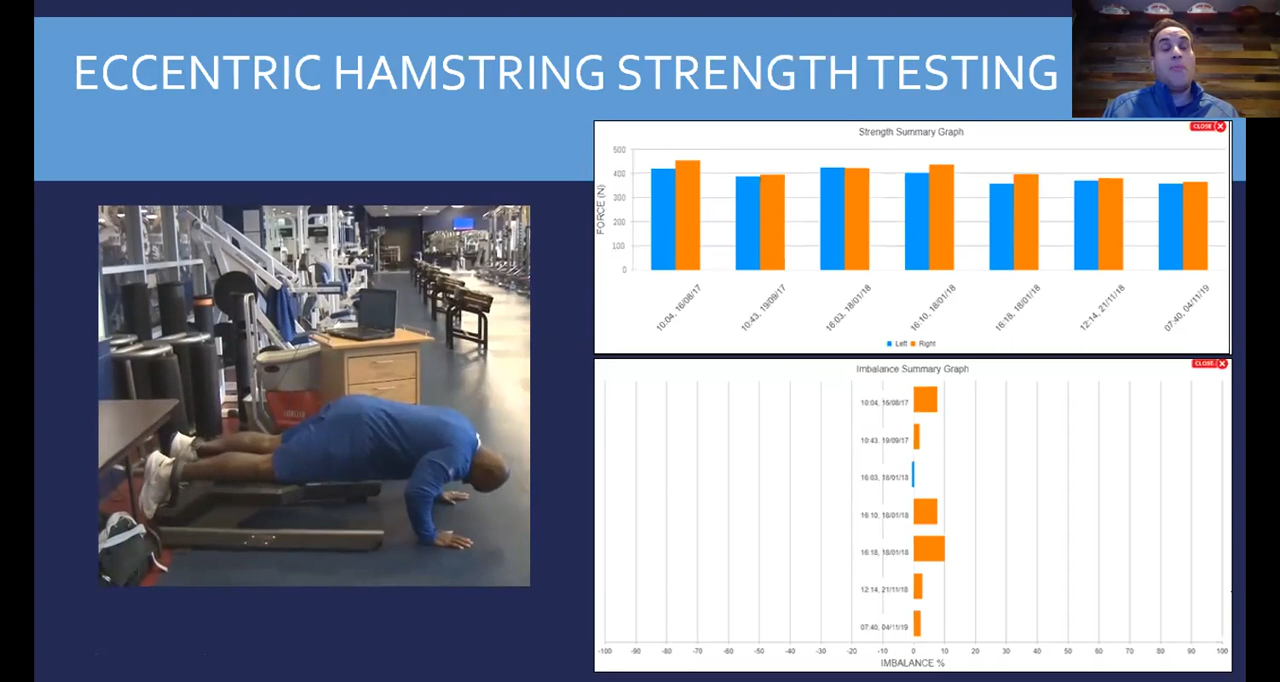 ECCENTRIC HAMSTRING STRENGTH TESTING
Strength Summary Graph
CLOSE
FORCE (N)
500
400
300
200
100
0
10:04, 16/08/17
10:43, 19/09/17
16:03, 18/01/18
16:10, 18/01/18
16:18, 18/01/18
12:14, 21/11/18
07:40, 04/11/19
Left Right
Imbalance Summary Graph
CLOSE
10:04, 16/08/17
10:43, 19/09/17
16:03, 18/01/18
16:10, 18/01/18
16:18, 18/01/18
12:14, 21/11/18
07:40, 04/11/19
-100 -90 -80 -70 -60 -50 -40 -30 -20 -10 0 10 20 30 40 50 60 70 80 90 100
IMBALANCE %